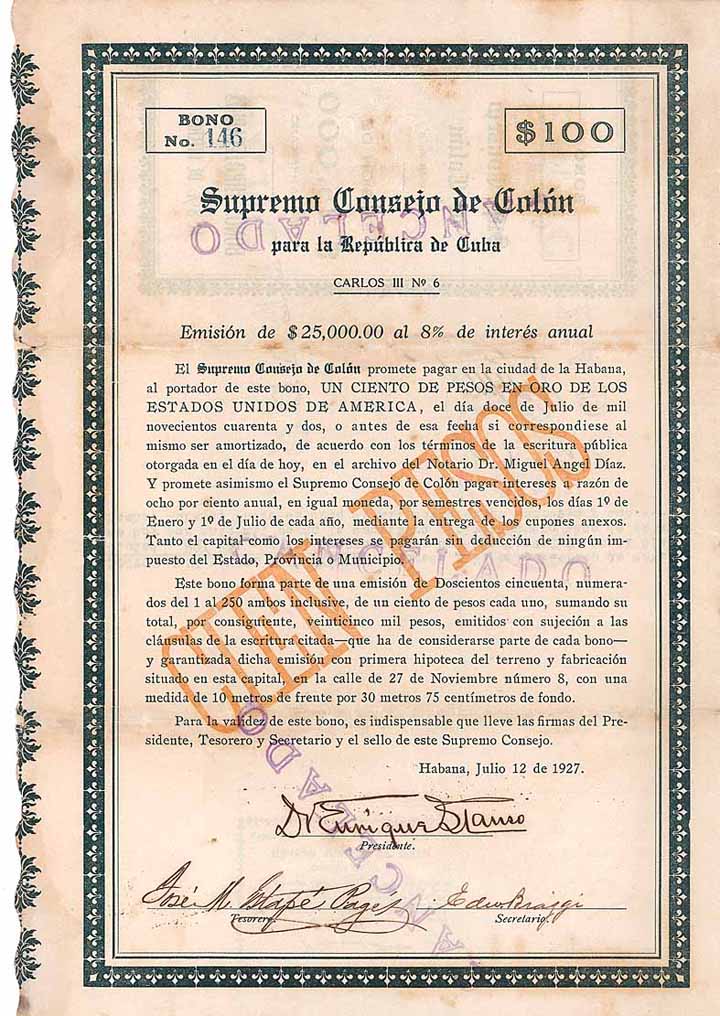 BONO
No. 146
$100
Supremo Consejo de Colón
para la República de Cuba
CANCELADO
CARLOS III Nº 6
Emisión de $25,000.00 al 8% de interés anual
El Supremo Consejo de Colón promete pagar en la ciudad de la Habana,
al portador de este bono, UN CIENTO DE PESOS EN ORO DE LOS
ESTADOS UNIDOS DE AMERICA, el día doce de Julio de mil
novecientos cuarenta y dos, o antes de esa fecha si correspondiese al
mismo ser amortizado, de acuerdo con los términos de la escritura pública
otorgada en el día de hoy, en el archivo del Notario Dr. Miguel Angel Díaz.
Y promete asimismo el Supremo Consejo de Colón pagar intereses a razón de
ocho por ciento anual, en igual moneda, por semestres vencidos, los días 1º de
Enero y 1º de Julio de cada año, mediante la entrega de los cupones anexos.
Tanto el capital como los intereses se pagarán sin deducción de ningún im-
puesto del Estado, Provincia o Municipio.
CANCELADO
CIEN PESOS
Este bono forma parte de una emisión de Doscientos cincuenta, numera-
dos del 1 al 250 ambos inclusive, de un ciento de pesos cada uno, sumando su
total, por consiguiente, veinticinco mil pesos, emitidos con sujeción a las
cláusulas de la escritura citada—que ha de considerarse parte de cada bono—
y garantizada dicha emisión con primera hipoteca del terreno y fabricación
situado en esta capital, en la calle de 27 de Noviembre número 8, con una
medida de 10 metros de frente por 30 metros 75 centímetros de fondo.
Para la validez de este bono, es indispensable que lleve las firmas del Pre-
sidente, Tesorero y Secretario y el sello de este Supremo Consejo.
Habana, Julio 12 de 1927.
CANCELADO
Dr Enrique
Presidente.
José M. Estapé Pagés
Tesorero.
Secretario.